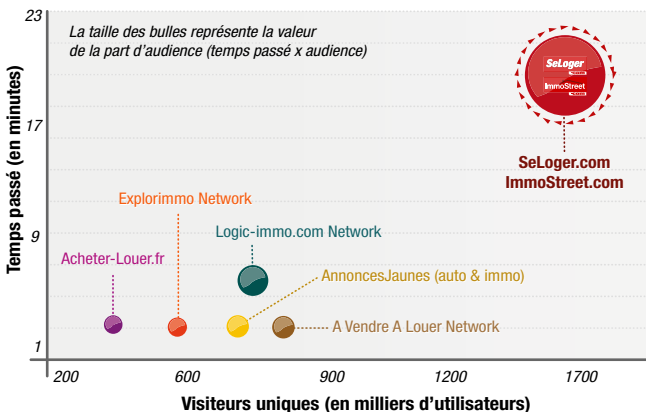 23
La taille des bulles représente la valeur
de la part d'audience (temps passé x audience)
SeLoger
ImmoStreet
17
SeLoger.com
ImmoStreet.com
Explorimmo Network
Logic-immo.com Network
9
Acheter-Louer.fr
AnnoncesJaunes (auto & immo)
A Vendre A Louer Network
1
Temps passé (en minutes)
200 600 900 1200 1700
Visiteurs uniques (en milliers d'utilisateurs)